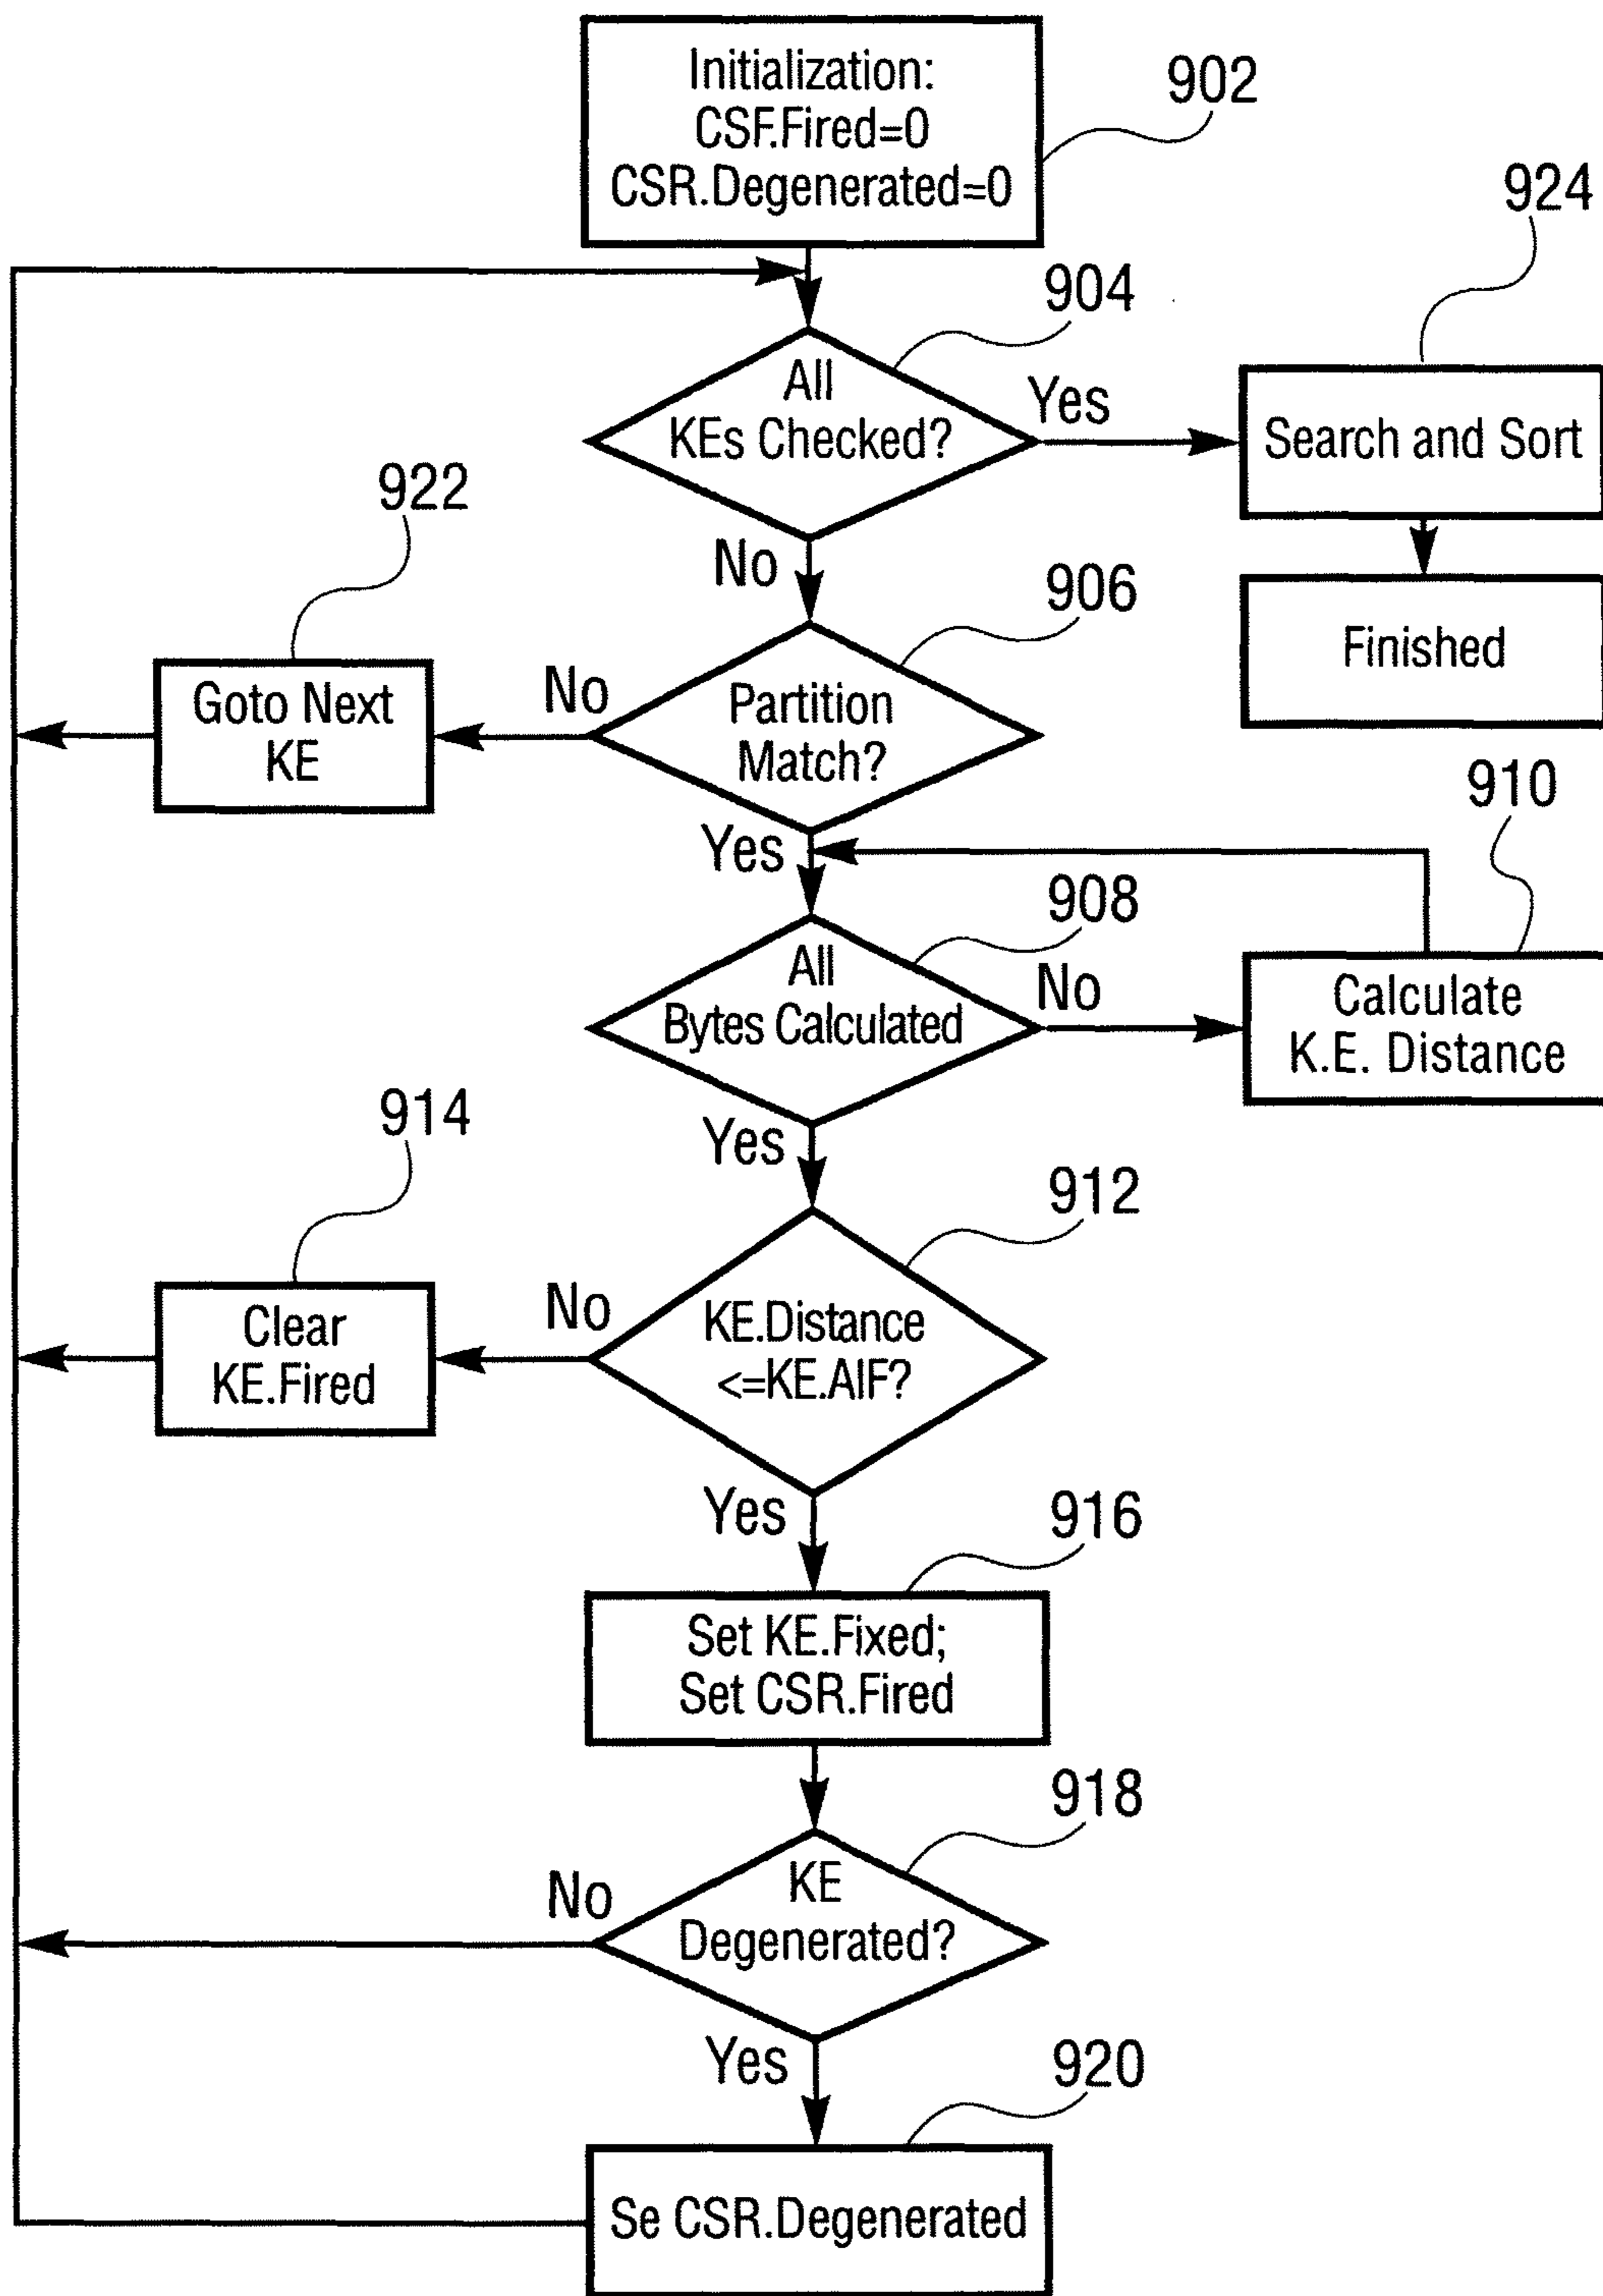 Initialization:
CSF.Fired=0
CSR.Degenerated=0
902
924
904
All
KEs Checked?
Yes
Search and Sort
922
No
906
Finished
Goto Next
KE
No
Partition
Match?
910
Yes
908
All
Bytes Calculated
No
Calculate
K.E. Distance
914
Yes
912
Clear
KE.Fired
No
KE.Distance
<=KE.AIF?
Yes
916
Set KE.Fixed;
Set CSR.Fired
918
No
KE
Degenerated?
Yes
920
Se CSR.Degenerated